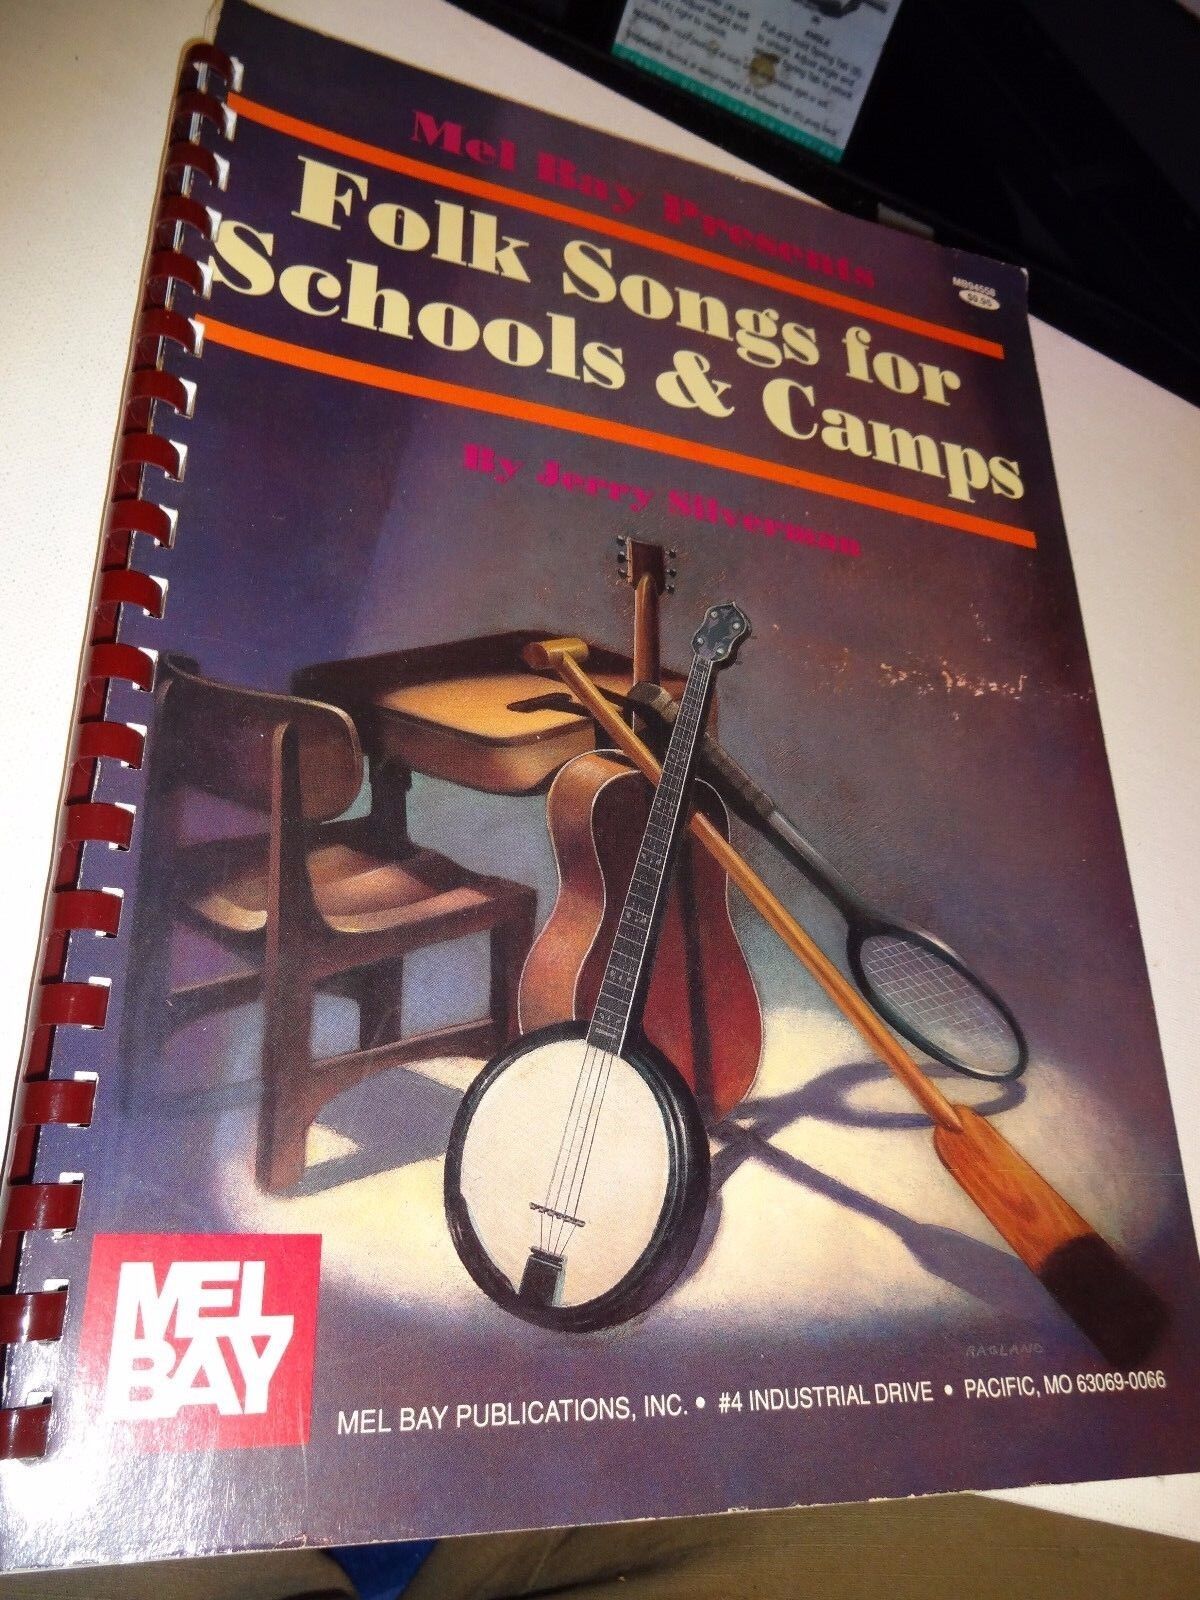 Mel Bay Presents
MB94558
$9.95
Folk Songs for
Schools & Camps
By Jerry Silverman
RAGLAND
MEL
BAY
MEL BAY PUBLICATIONS, INC. • #4 INDUSTRIAL DRIVE • PACIFIC, MO 63069-0066